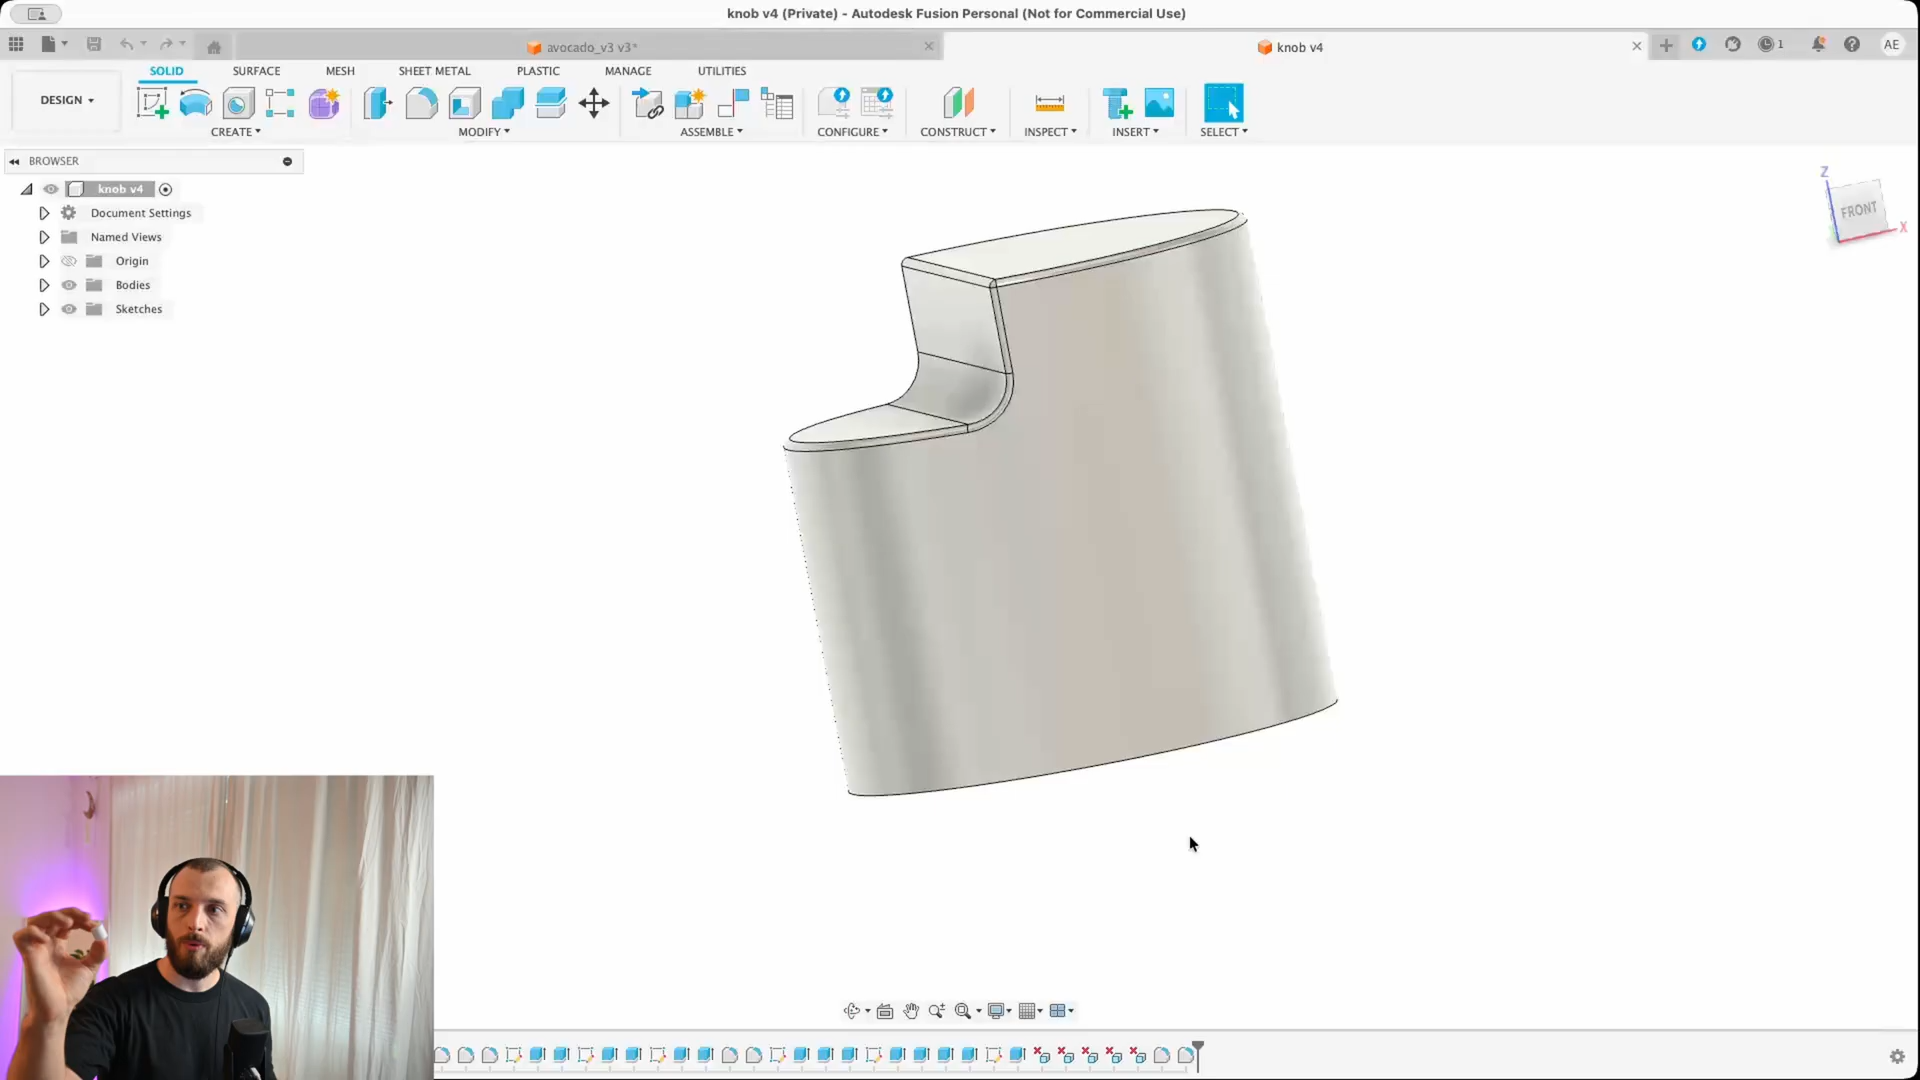 knob v4 (Private) - Autodesk Fusion Personal (Not for Commercial Use)
avocado_v3 v3*
knob v4
1
AE
SOLID
SURFACE
MESH
SHEET METAL
PLASTIC
MANAGE
UTILITIES
DESIGN
CREATE
MODIFY
ASSEMBLE
CONFIGURE
CONSTRUCT
INSPECT
INSERT
SELECT
BROWSER
knob v4
Document Settings
Named Views
Origin
Bodies
Sketches
Z
FRONT
X